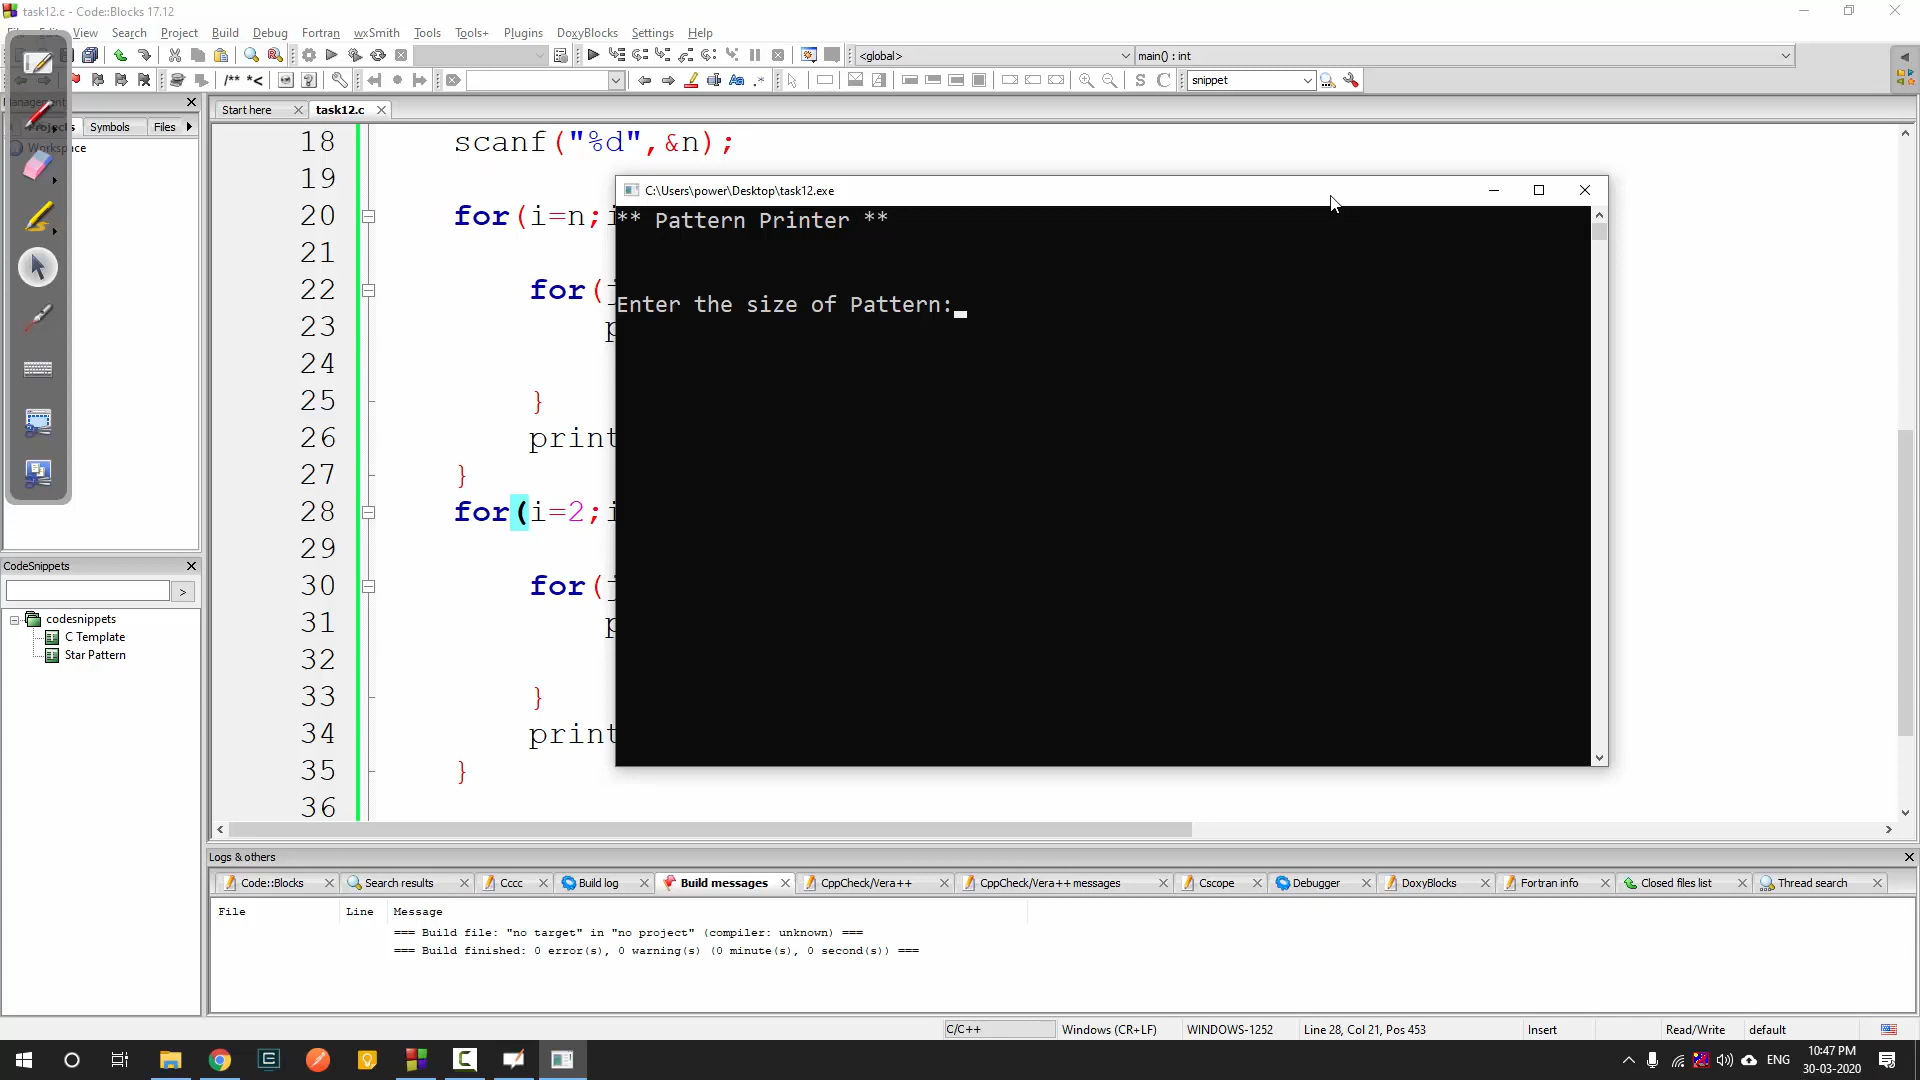 task12.c - Code::Blocks 17.12
View Search Project Build Debug Fortran wxSmith Tools Tools+ Plugins DoxyBlocks Settings Help
<global>
main() : int
/** *<
snippet
Management
Projects Symbols Files
Workspace
Start here task12.c
18 scanf("%d",&n);
19
20 for(i=n;i
21
22 for(
23
24
25 }
26 print
27 }
28 for(i=2;i
29
30 for(
31
32
33 }
34 print
35 }
36
C:\Users\power\Desktop\task12.exe
** Pattern Printer **
Enter the size of Pattern:
CodeSnippets
>
codesnippets
C Template
Star Pattern
Logs & others
Code::Blocks Search results Cccc Build log Build messages CppCheck/Vera++ CppCheck/Vera++ messages Cscope Debugger DoxyBlocks Fortran info Closed files list Thread search
File Line Message
=== Build file: "no target" in "no project" (compiler: unknown) ===
=== Build finished: 0 error(s), 0 warning(s) (0 minute(s), 0 second(s)) ===
C/C++ Windows (CR+LF) WINDOWS-1252 Line 28, Col 21, Pos 453 Insert Read/Write default
ENG
10:47 PM
30-03-2020